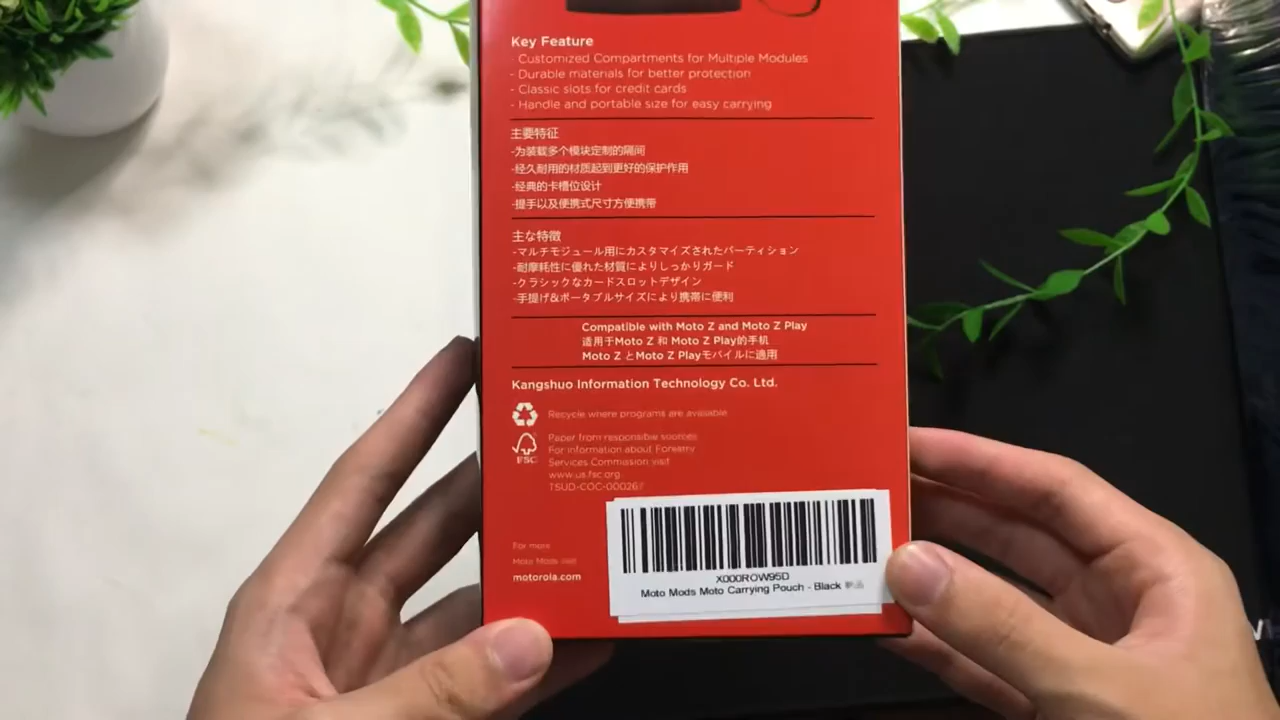 Key Feature
- Customized Compartments for Multiple Modules
- Durable materials for better protection
- Classic slots for credit cards
- Handle and portable size for easy carrying
主要特征
-为装载多个模块定制的隔间
-经久耐用的材质起到更好的保护作用
-经典的卡槽位设计
-提手以及便携式尺寸方便携带
主な特徴
-マルチモジュール用にカスタマイズされたパーティション
-耐摩耗性に優れた材質によりしっかりガード
-クラシックなカードスロットデザイン
-手提げ&ポータブルサイズにより携帯に便利
Compatible with Moto Z and Moto Z Play
适用于Moto Z 和 Moto Z Play的手机
Moto Z とMoto Z Playモバイルに適用
Kangshuo Information Technology Co. Ltd.
Recycle where programs are available
FSC
Paper from responsible sources
For information about Forestry
Services Commission visit
www.us.fsc.org
TSUD-COC-000267
For more
Moto Mods visit
motorola.com
X000ROW95D
Moto Mods Moto Carrying Pouch - Black